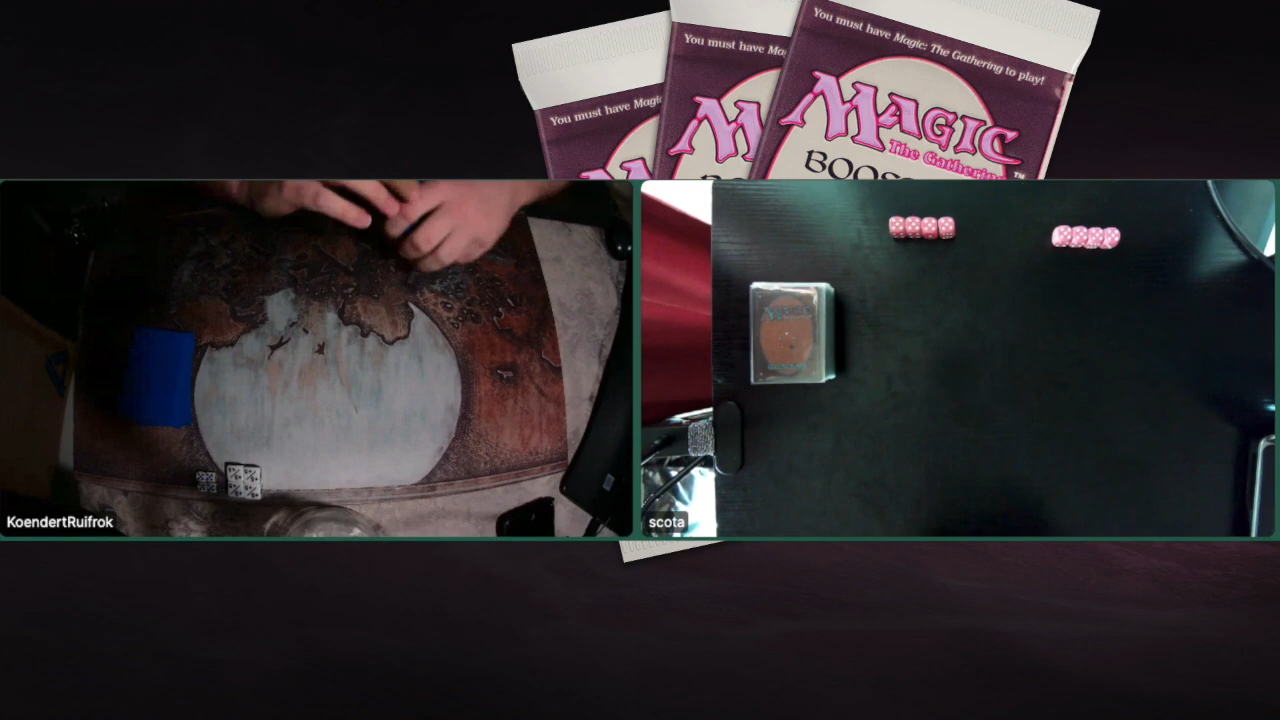 You must have Magic: The Gathering to play!
MAGIC
The Gathering
TM
You must have
You must have Magic
KoendertRuifrok
scota
MAGIC